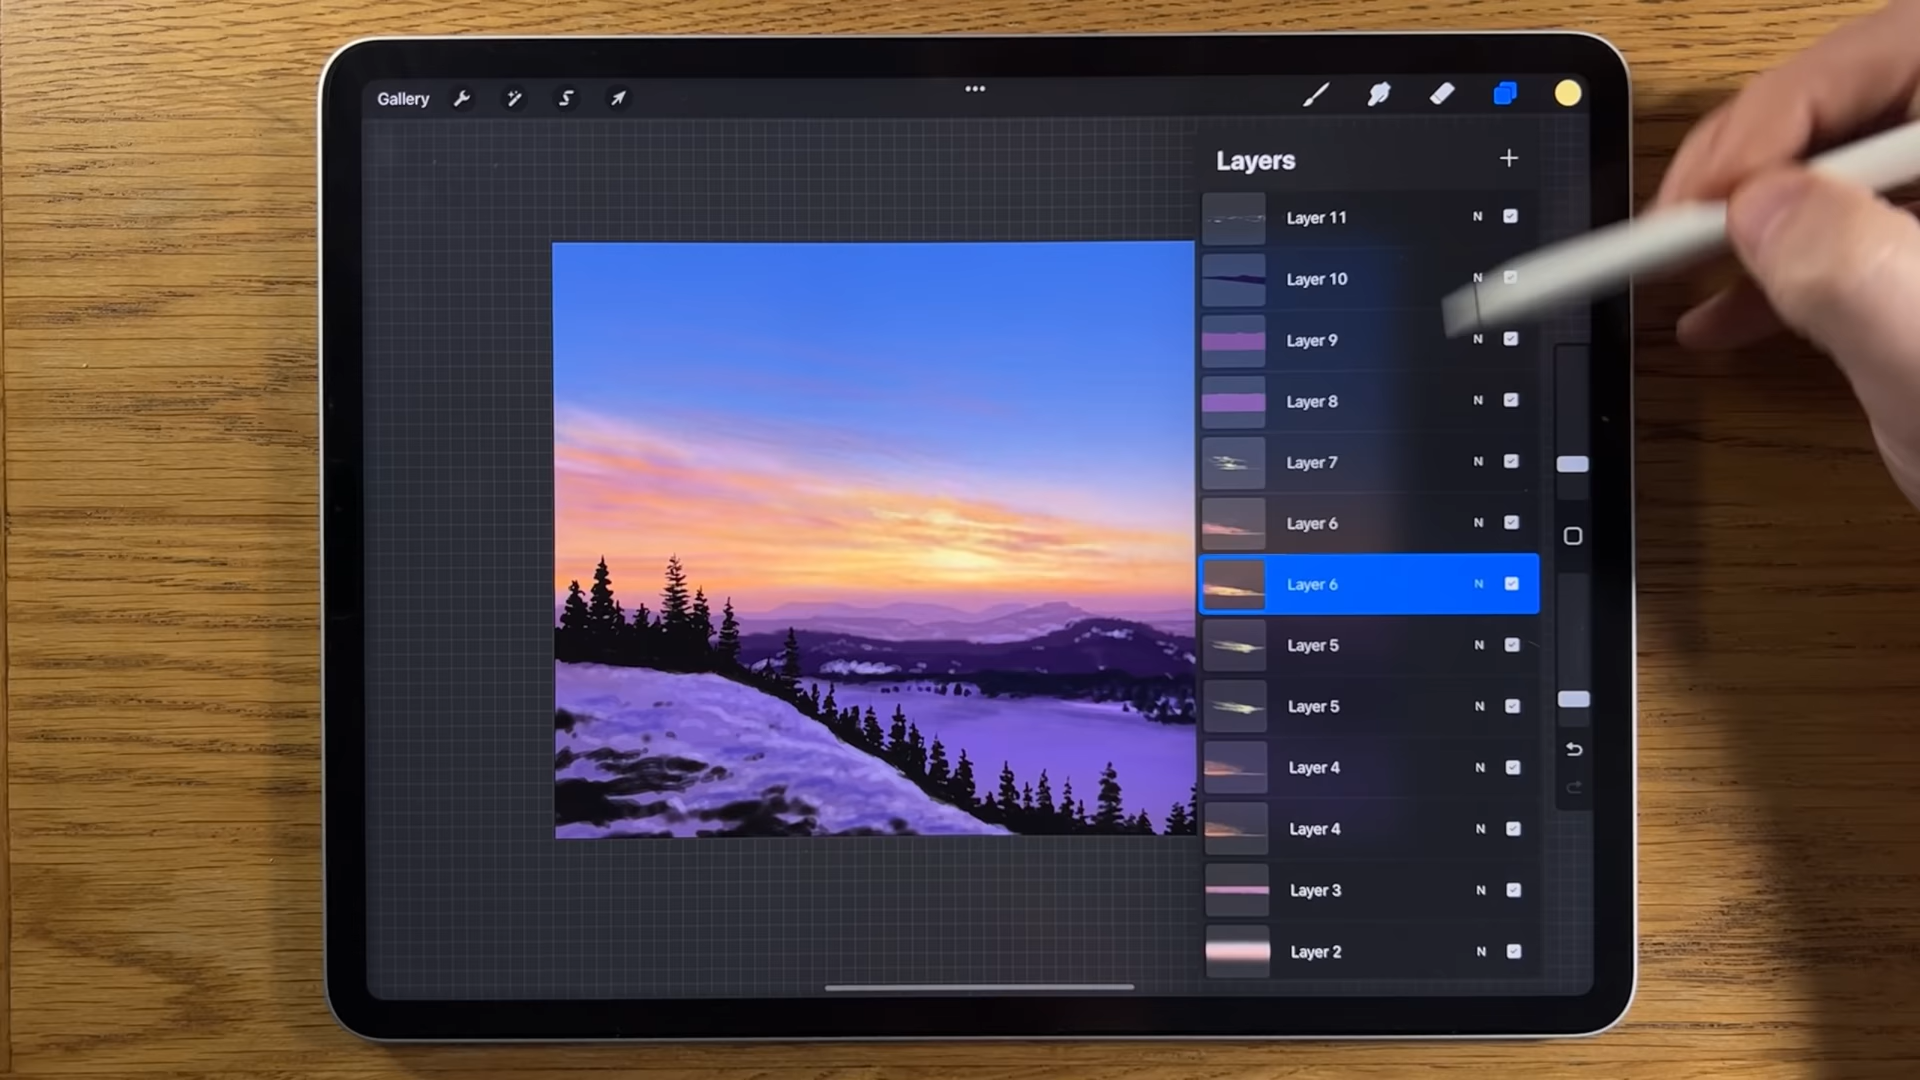 Gallery
Layers
Layer 11 N
Layer 10 N
Layer 9 N
Layer 8 N
Layer 7 N
Layer 6 N
Layer 6 N
Layer 5 N
Layer 5 N
Layer 4 N
Layer 4 N
Layer 3 N
Layer 2 N